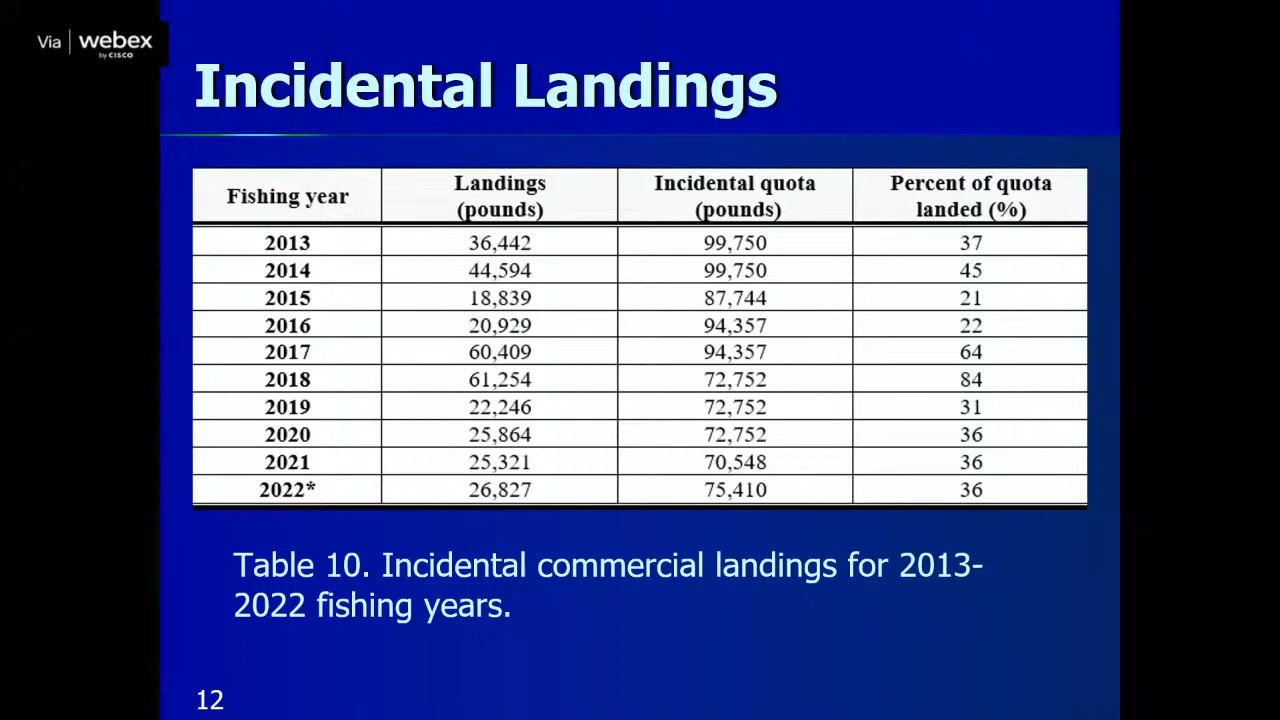 Via | webex
by CISCO
Incidental Landings
Fishing year Landings (pounds) Incidental quota (pounds) Percent of quota landed (%)
2013 36,442 99,750 37
2014 44,594 99,750 45
2015 18,839 87,744 21
2016 20,929 94,357 22
2017 60,409 94,357 64
2018 61,254 72,752 84
2019 22,246 72,752 31
2020 25,864 72,752 36
2021 25,321 70,548 36
2022* 26,827 75,410 36
Table 10. Incidental commercial landings for 2013-
2022 fishing years.
12